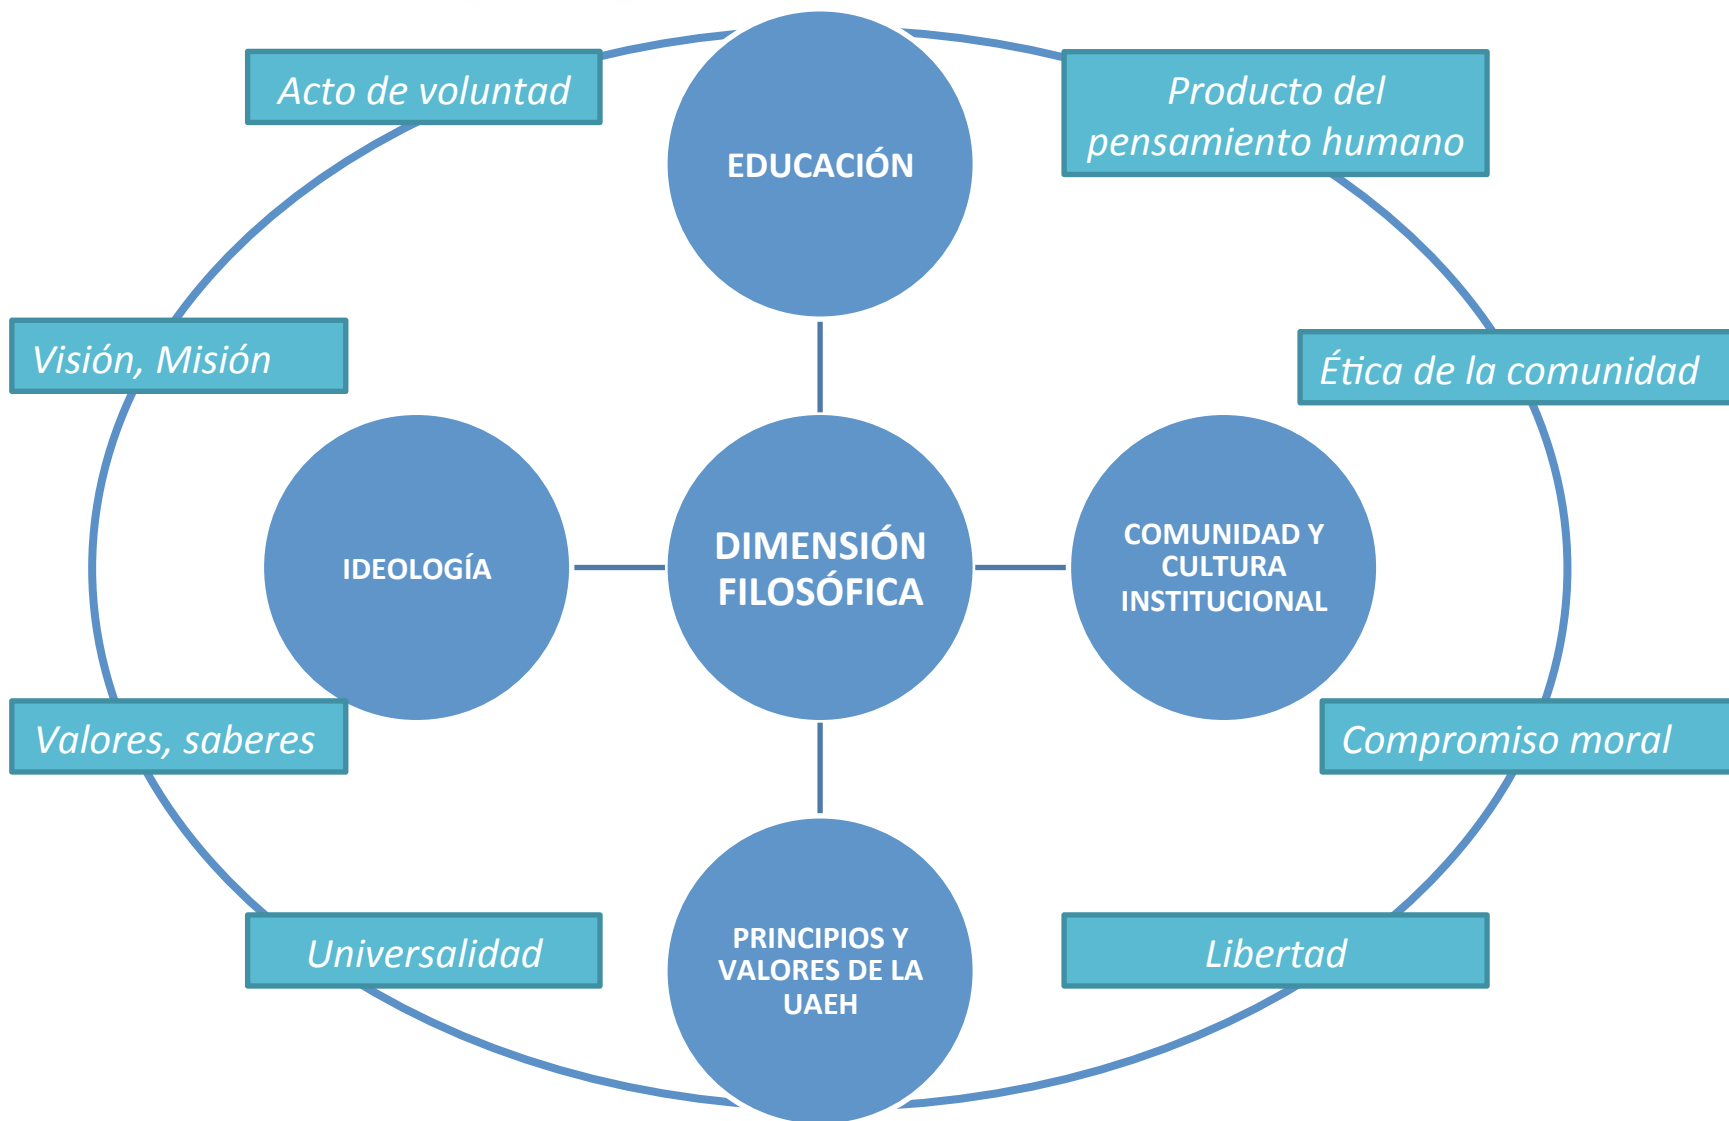 EDUCACIÓN
Acto de voluntad
Producto del
pensamiento humano
Visión, Misión
Ética de la comunidad
IDEOLOGÍA
DIMENSIÓN
FILOSÓFICA
COMUNIDAD Y
CULTURA
INSTITUCIONAL
Valores, saberes
Compromiso moral
Universalidad
PRINCIPIOS Y
VALORES DE LA
UAEH
Libertad